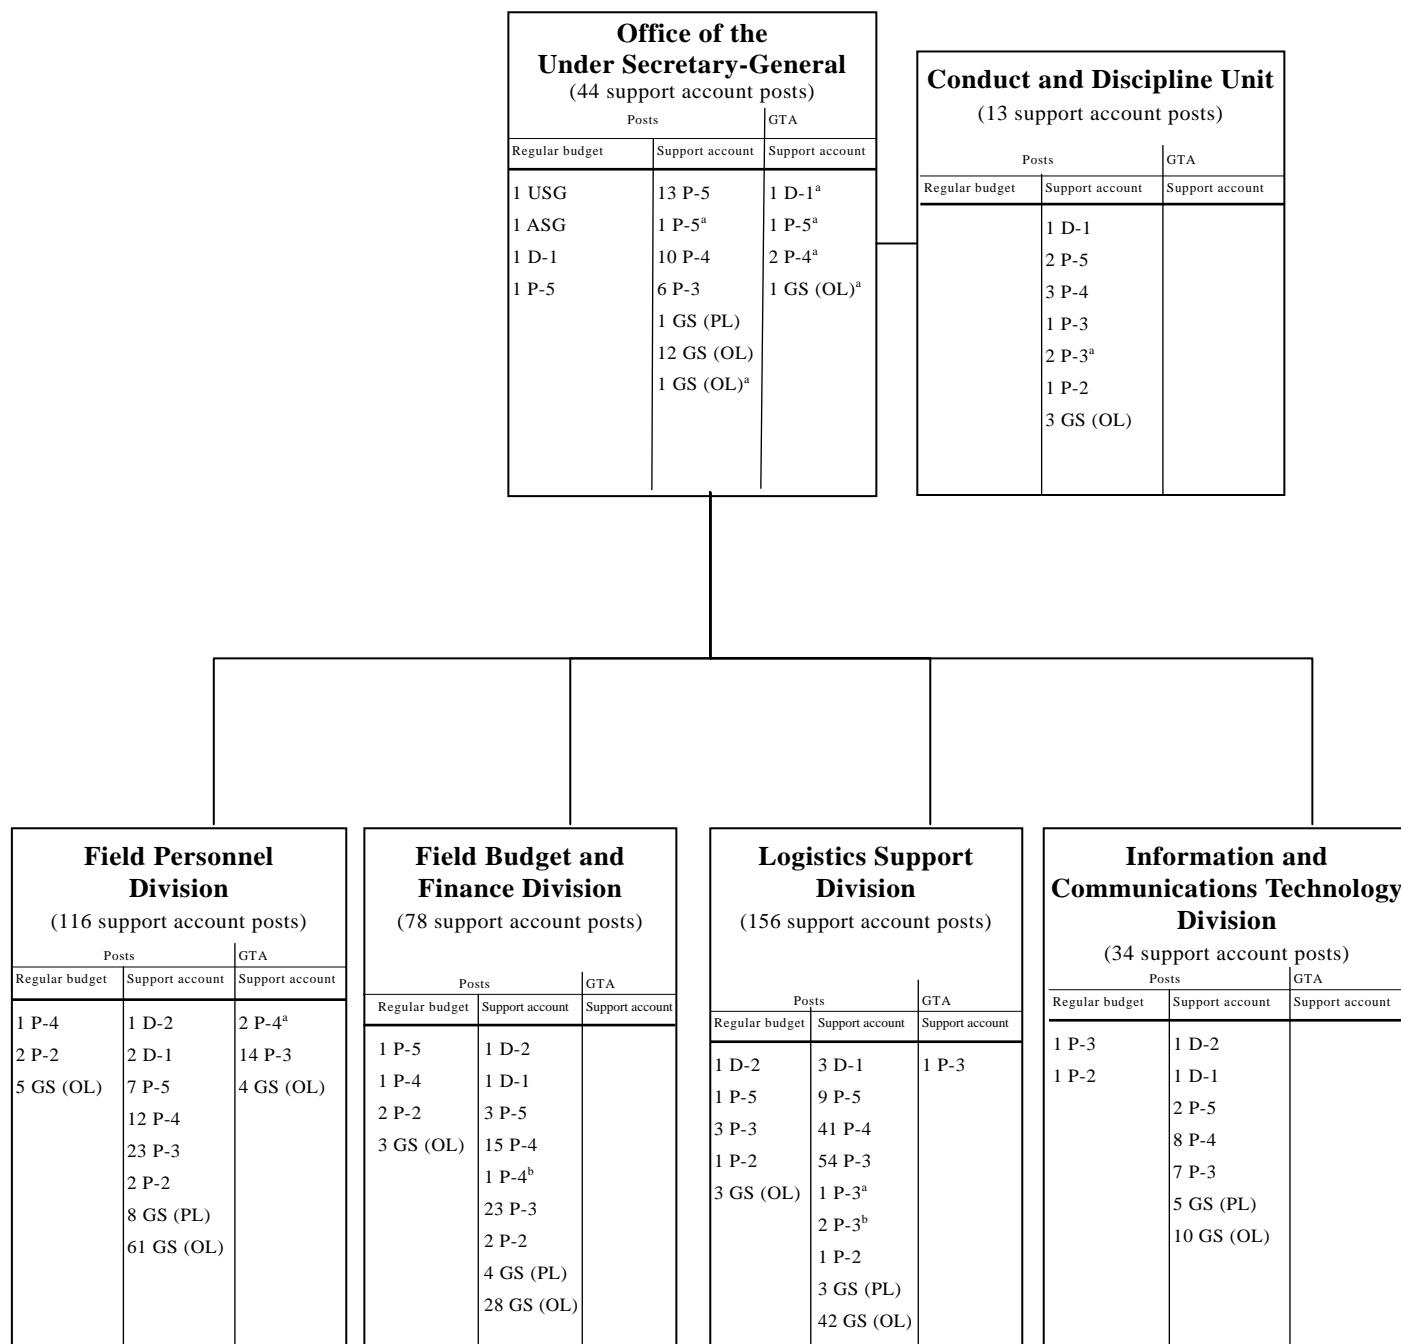 Office of the
Under Secretary-General
(44 support account posts)
Posts GTA
Regular budget Support account Support account
1 USG 13 P-5 1 D-1ᵃ
1 ASG 1 P-5ᵃ 1 P-5ᵃ
1 D-1 10 P-4 2 P-4ᵃ
1 P-5 6 P-3 1 GS (OL)ᵃ
1 GS (PL)
12 GS (OL)
1 GS (OL)ᵃ
Conduct and Discipline Unit
(13 support account posts)
Posts GTA
Regular budget Support account Support account
1 D-1
2 P-5
3 P-4
1 P-3
2 P-3ᵃ
1 P-2
3 GS (OL)
Field Personnel
Division
(116 support account posts)
Posts GTA
Regular budget Support account Support account
1 P-4 1 D-2 2 P-4ᵃ
2 P-2 2 D-1 14 P-3
5 GS (OL) 7 P-5 4 GS (OL)
12 P-4
23 P-3
2 P-2
8 GS (PL)
61 GS (OL)
Field Budget and
Finance Division
(78 support account posts)
Posts GTA
Regular budget Support account Support account
1 P-5 1 D-2
1 P-4 1 D-1
2 P-2 3 P-5
3 GS (OL) 15 P-4
1 P-4ᵇ
23 P-3
2 P-2
4 GS (PL)
28 GS (OL)
Logistics Support
Division
(156 support account posts)
Posts GTA
Regular budget Support account Support account
1 D-2 3 D-1 1 P-3
1 P-5 9 P-5
3 P-3 41 P-4
1 P-2 54 P-3
3 GS (OL) 1 P-3ᵃ
2 P-3ᵇ
1 P-2
3 GS (PL)
42 GS (OL)
Information and
Communications Technology
Division
(34 support account posts)
Posts GTA
Regular budget Support account Support account
1 P-3 1 D-2
1 P-2 1 D-1
2 P-5
8 P-4
7 P-3
5 GS (PL)
10 GS (OL)